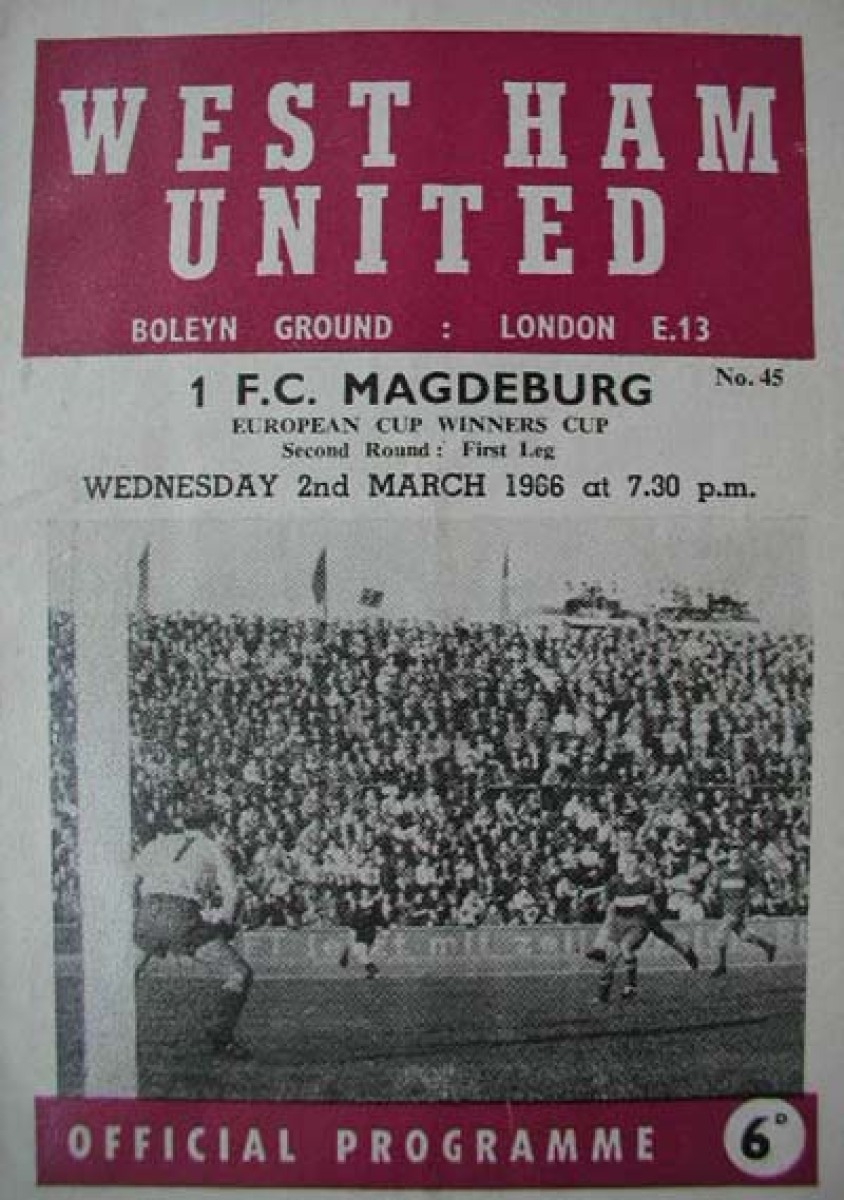 WEST HAM
UNITED
BOLEYN GROUND : LONDON E.13
1 F.C. MAGDEBURG
No. 45
EUROPEAN CUP WINNERS CUP
Second Round : First Leg
WEDNESDAY 2nd MARCH 1966 at 7.30 p.m.
1
OFFICIAL PROGRAMME
6D